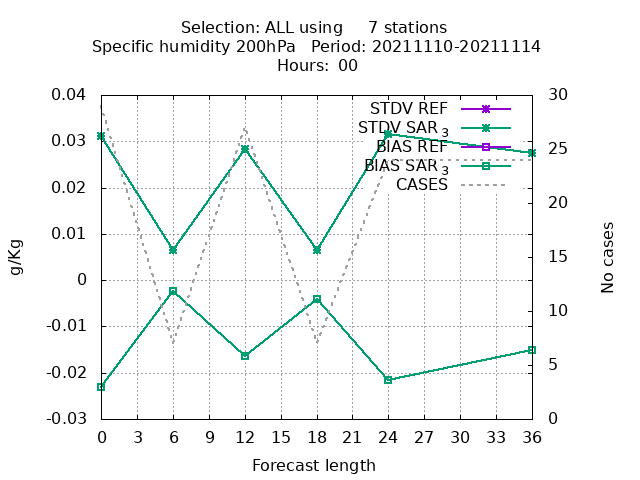 Selection: ALL using 7 stations
Specific humidity 200hPa Period: 20211110-20211114
Hours: 00
0.04
0.03
0.02
0.01
0
-0.01
-0.02
-0.03
30
25
20
15
10
5
0
STDV REF
STDV SAR 3
BIAS REF
BIAS SAR 3
CASES
g/Kg
No cases
0 3 6 9 12 15 18 21 24 27 30 33 36
Forecast length